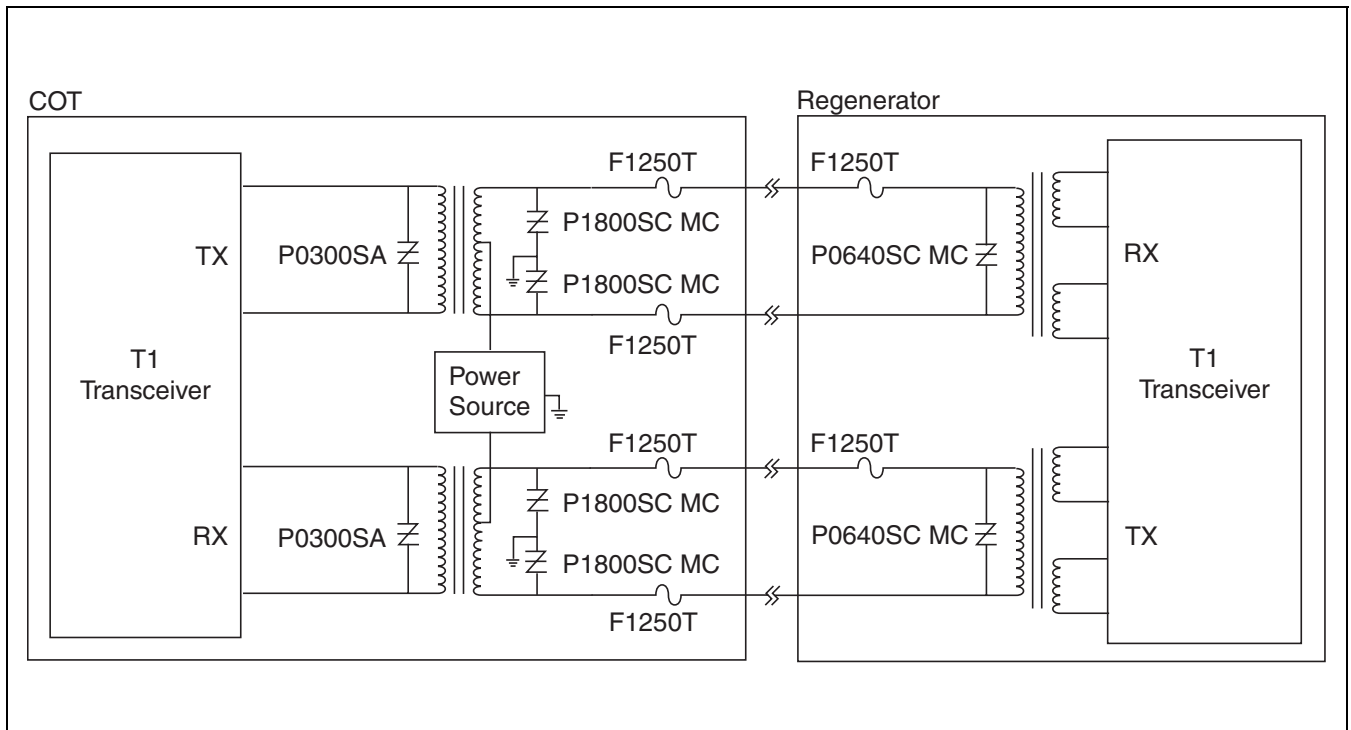 COT
Regenerator
F1250T
F1250T
P1800SC MC
TX
P0300SA
P0640SC MC
RX
P1800SC MC
F1250T
T1
Transceiver
Power
Source
T1
Transceiver
F1250T
F1250T
P1800SC MC
RX
P0300SA
P0640SC MC
TX
P1800SC MC
F1250T